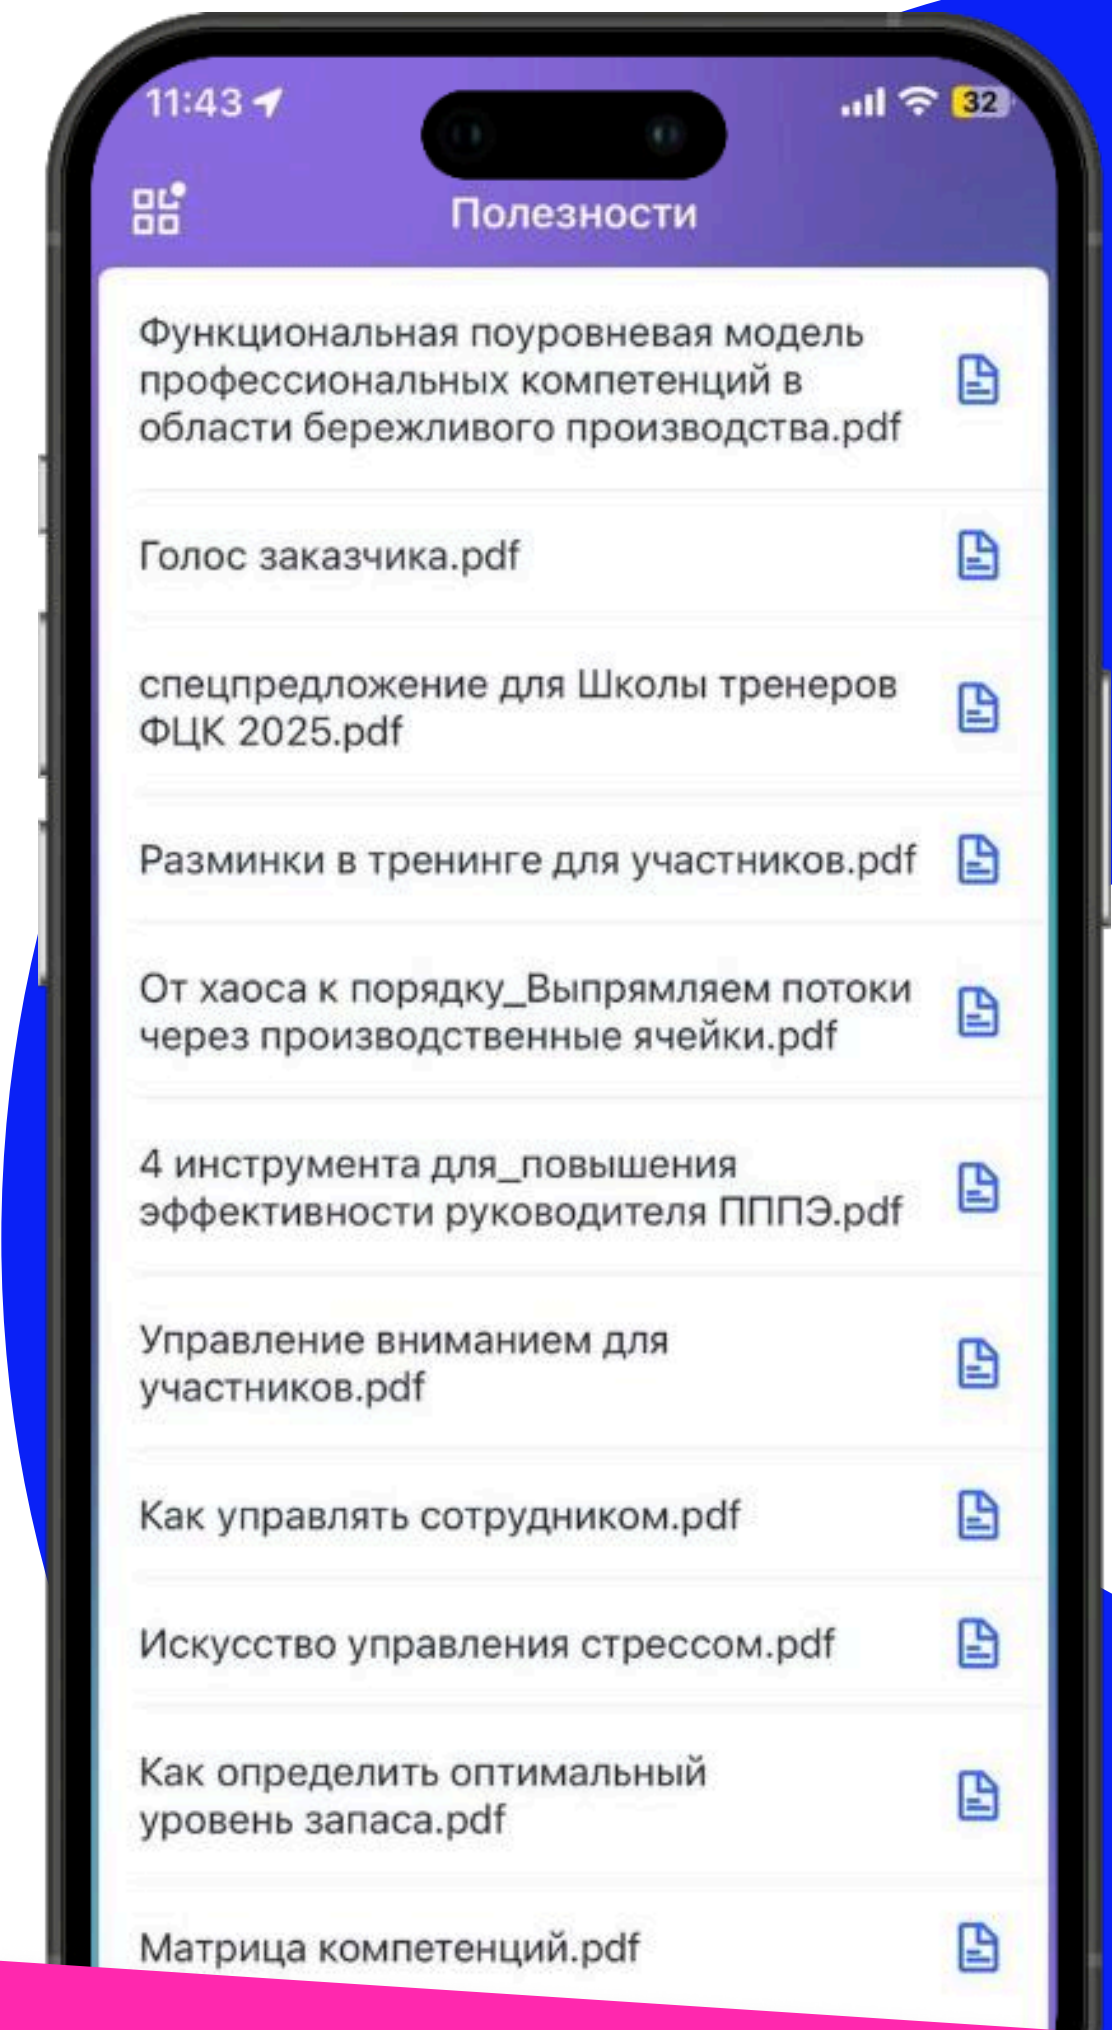 11:43
32
Полезности
Функциональная поуровневая модель
профессиональных компетенций в
области бережливого производства.pdf
Голос заказчика.pdf
спецпредложение для Школы тренеров
ФЦК 2025.pdf
Разминки в тренинге для участников.pdf
От хаоса к порядку_Выпрямляем потоки
через производственные ячейки.pdf
4 инструмента для_повышения
эффективности руководителя ПППЭ.pdf
Управление вниманием для
участников.pdf
Как управлять сотрудником.pdf
Искусство управления стрессом.pdf
Как определить оптимальный
уровень запаса.pdf
Матрица компетенций.pdf